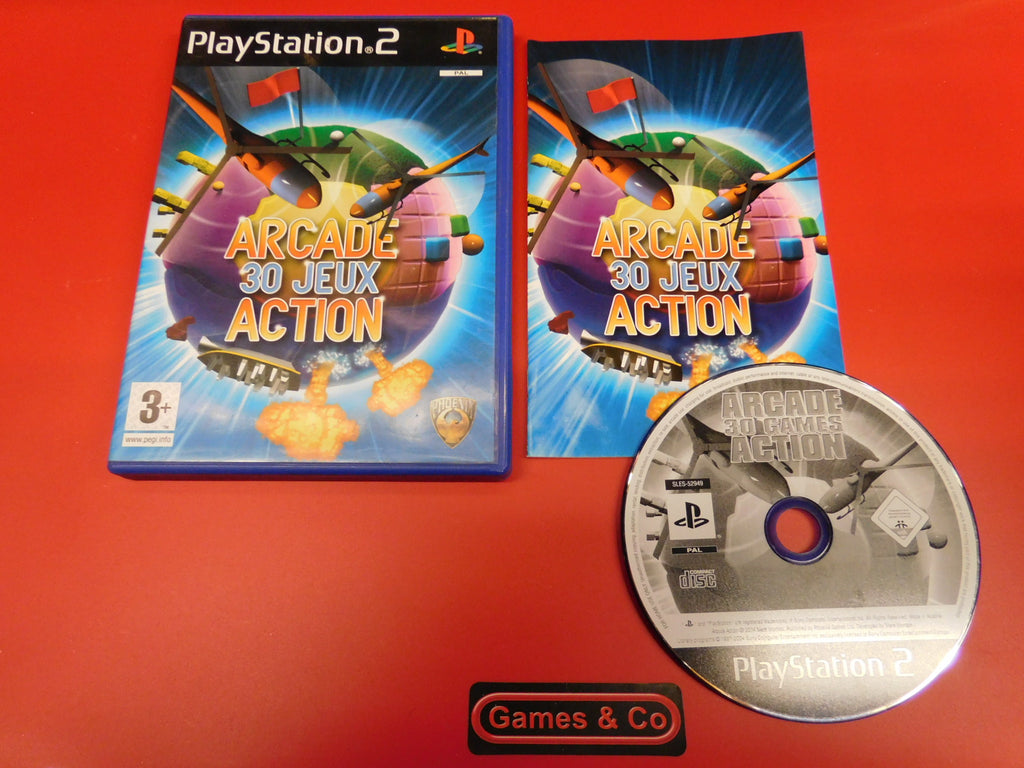 PlayStation®2
PAL
ARCADE
30 JEUX
ACTION
3+
www.pegi.info
PHOENIX
ARCADE
30 JEUX
ACTION
ARCADE
30 GAMES
ACTION
SLES-52949
PAL
COMPACT
disc
PlayStation 2
Games & Co